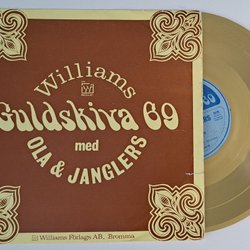 Williams
Guldskiva 69
med
OLA & JANGLERS
Williams Förlags AB, Bromma